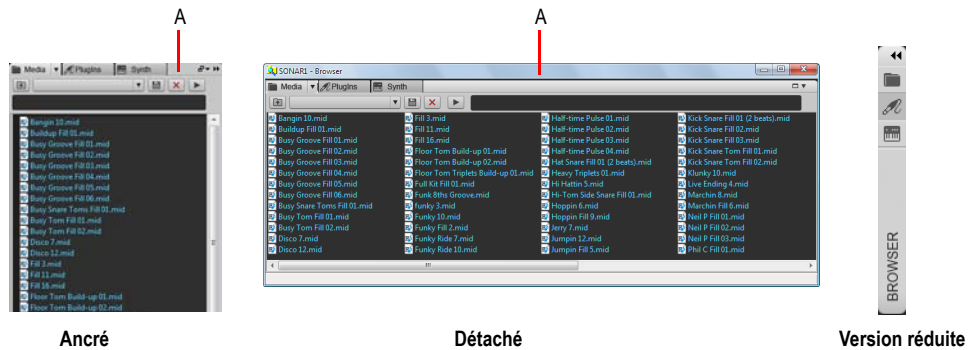 A
A
Media PlugIns Synth
Bangin 10.mid
Buildup Fill 01.mid
Busy Groove Fill 01.mid
Busy Groove Fill 02.mid
Busy Groove Fill 03.mid
Busy Groove Fill 04.mid
Busy Groove Fill 05.mid
Busy Groove Fill 06.mid
Busy Snare Toms Fill 01.mid
Busy Tom Fill 01.mid
Busy Tom Fill 02.mid
Disco 7.mid
Disco 12.mid
Fill 3.mid
Fill 11.mid
Fill 16.mid
Floor Tom Build-up 01.mid
Floor Tom Build-up 02.mid
Ancré
SONAR1 - Browser
Media PlugIns Synth
Bangin 10.mid
Buildup Fill 01.mid
Busy Groove Fill 01.mid
Busy Groove Fill 02.mid
Busy Groove Fill 03.mid
Busy Groove Fill 04.mid
Busy Groove Fill 05.mid
Busy Groove Fill 06.mid
Busy Snare Toms Fill 01.mid
Busy Tom Fill 01.mid
Busy Tom Fill 02.mid
Disco 7.mid
Disco 12.mid
Fill 3.mid
Fill 11.mid
Fill 16.mid
Floor Tom Build-up 01.mid
Floor Tom Build-up 02.mid
Floor Tom Triplets Build-up 01.mid
Full Kit Fill 01.mid
Funk 8ths Groove.mid
funky 3.mid
Funky 10.mid
Funky Fill 2.mid
Funky Ride 7.mid
Funky Ride 10.mid
Half-time Pulse 01.mid
Half-time Pulse 02.mid
Half-time Pulse 03.mid
Half-time Pulse 04.mid
Hat Snare Fill 01 (2 beats).mid
Heavy Triplets 01.mid
Hi Hattin 5.mid
Hi-Tom Side Snare Fill 01.mid
Hoppin 6.mid
Hoppin Fill 9.mid
Jerry 7.mid
Jumpin 12.mid
Jumpin Fill 5.mid
Kick Snare Fill 01 (2 beats).mid
Kick Snare Fill 02.mid
Kick Snare Fill 03.mid
Kick Snare Tom Fill 01.mid
Kick Snare Tom Fill 02.mid
Klunky 10.mid
Live Ending 4.mid
Marchin 8.mid
Marchin Fill 6.mid
Neil P Fill 01.mid
Neil P Fill 02.mid
Neil P Fill 03.mid
Phil C Fill 01.mid
Détaché
BROWSER
Version réduite